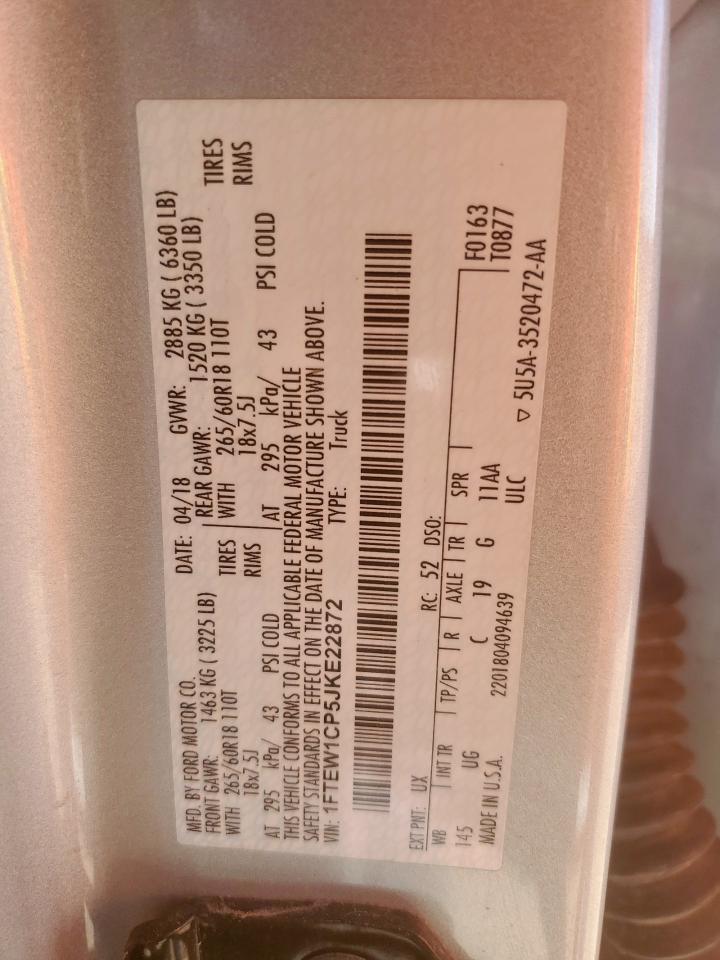 MFD. BY FORD MOTOR CO. DATE: 04/18 GVWR: 2885 KG ( 6360 LB)
FRONT GAWR: 1463 KG ( 3225 LB) REAR GAWR: 1520 KG ( 3350 LB)
WITH 265/60R18 110T TIRES WITH 265/60R18 110T TIRES
18x7.5J RIMS 18x7.5J RIMS
AT 295 kPa/ 43 PSI COLD AT 295 kPa/ 43 PSI COLD
THIS VEHICLE CONFORMS TO ALL APPLICABLE FEDERAL MOTOR VEHICLE
SAFETY STANDARDS IN EFFECT ON THE DATE OF MANUFACTURE SHOWN ABOVE.
VIN: 1FTEW1CP5JKE22872 TYPE: Truck
EXT PNT: UX RC: 52 DSO:
WB INT TR TP/PS R AXLE TR SPR F0163
145 UG C 19 G 11AA T0877
MADE IN U.S.A. 2201804094639 ULC ▽ 5U5A-3520472-AA